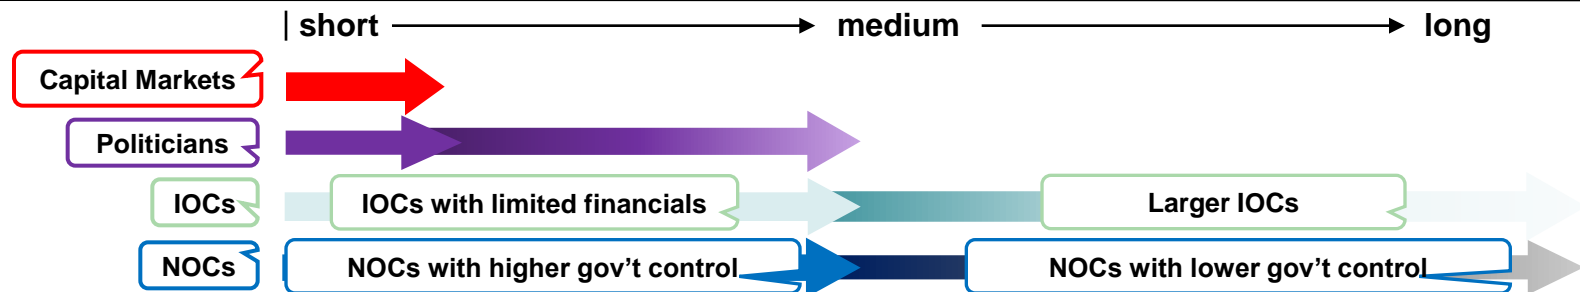 short medium long
Capital Markets
Politicians
IOCs IOCs with limited financials Larger IOCs
NOCs NOCs with higher gov't control NOCs with lower gov't control